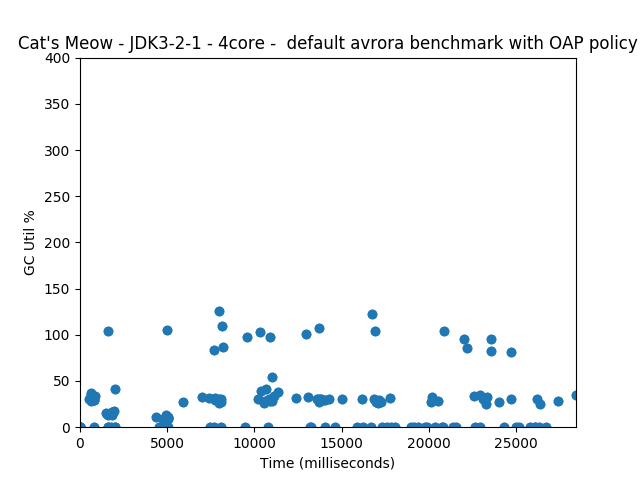 Cat's Meow - JDK3-2-1 - 4core -  default avrora benchmark with OAP policy
400
350
300
250
200
150
100
50
0
GC Util %
0 5000 10000 15000 20000 25000
Time (milliseconds)